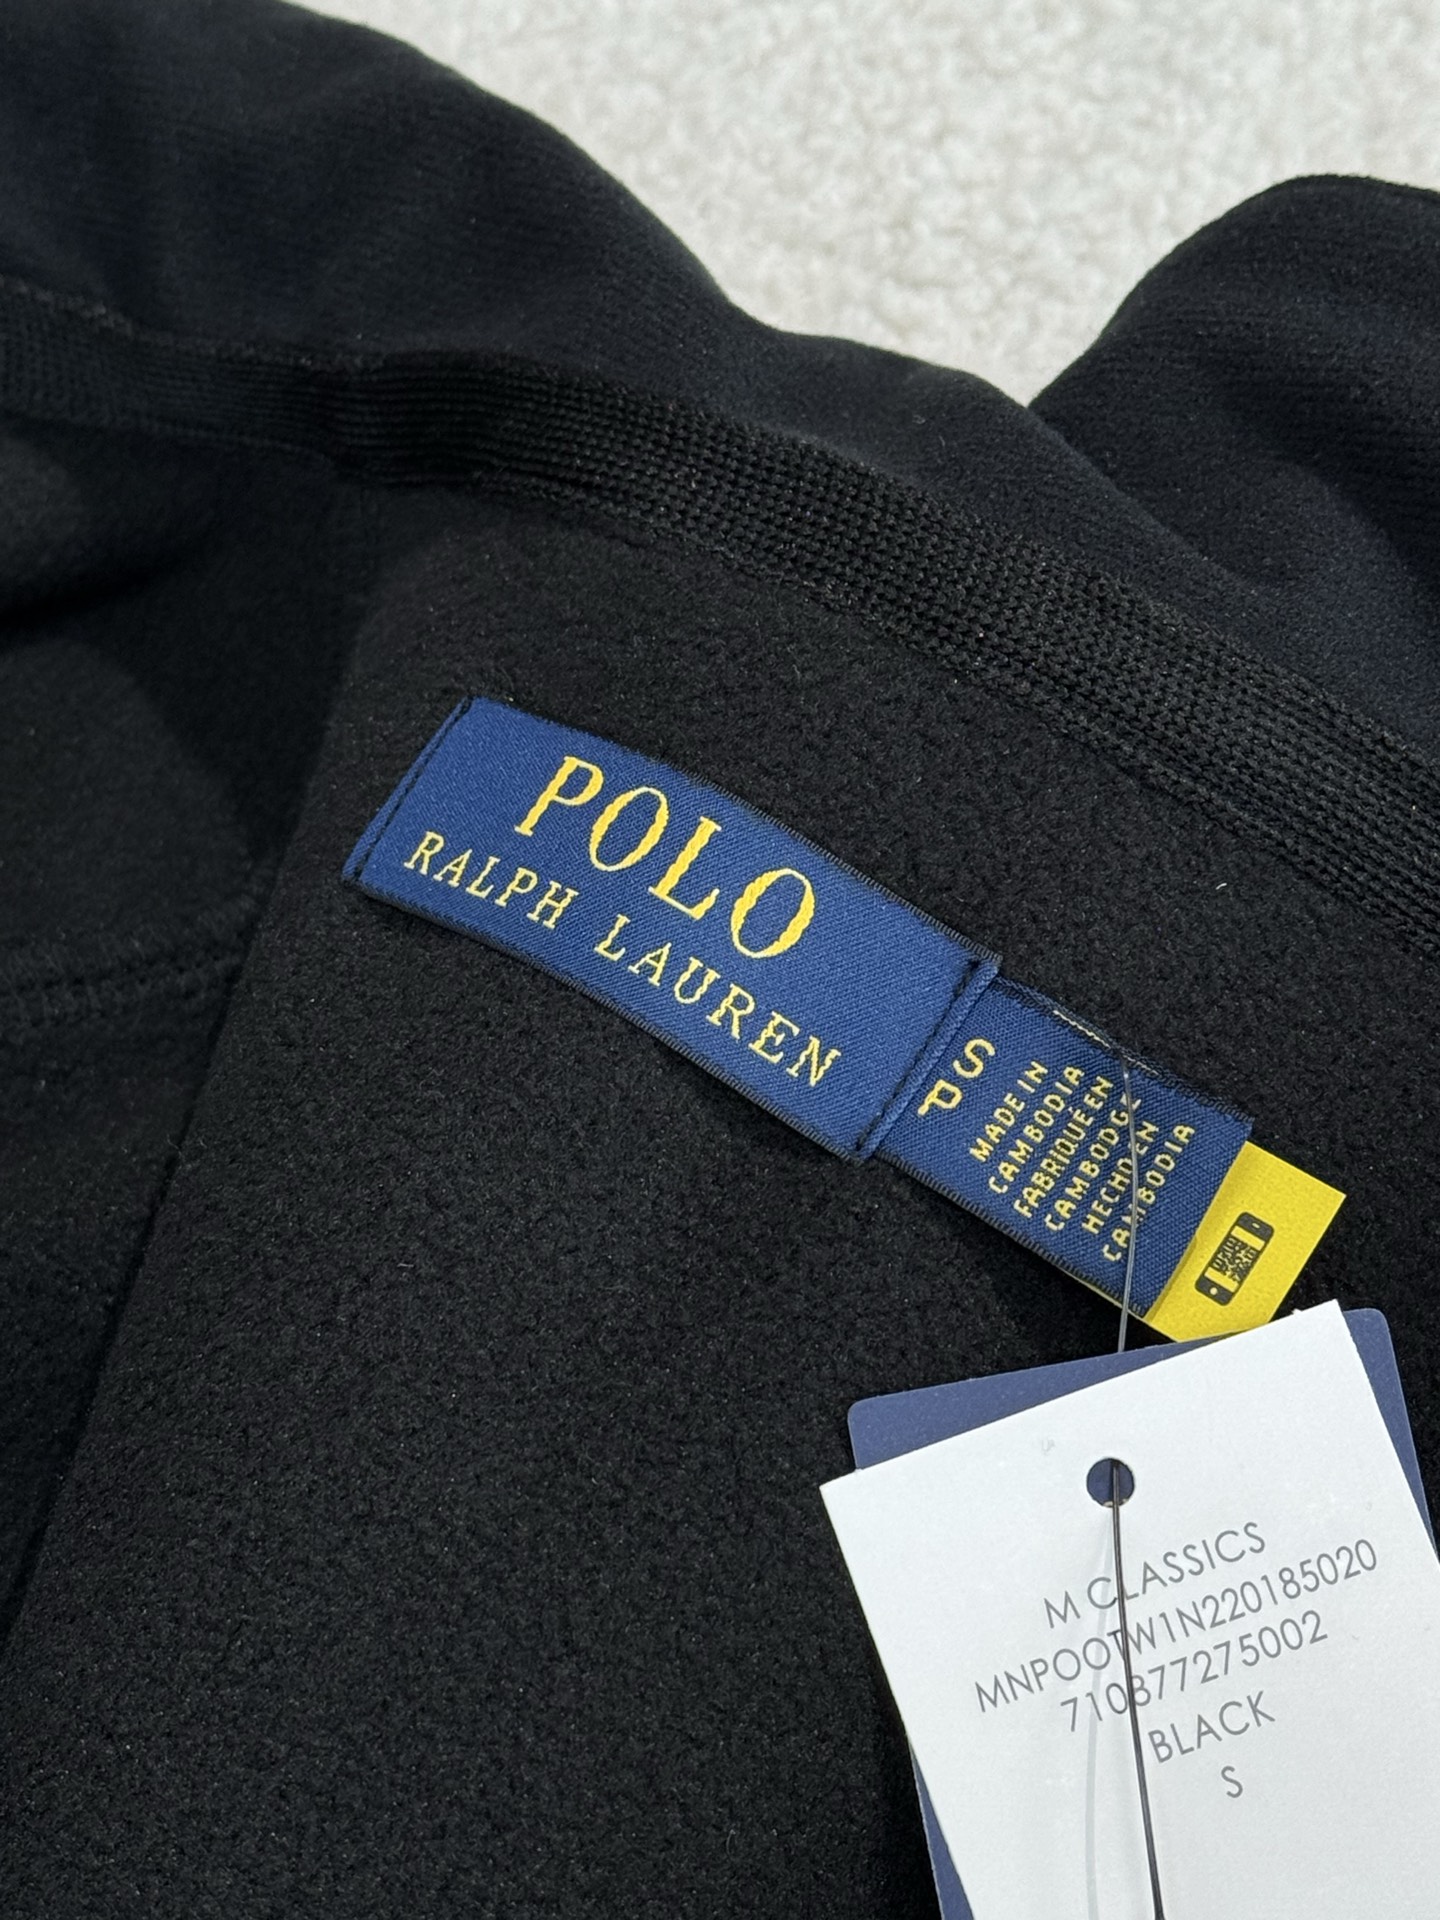 POLO
RALPH LAUREN
S
P
MADE IN
CAMBODIA
FABRIQUÉ EN
CAMBODGE
HECHO EN
CAMBODIA
M CLASSICS
MNPOOTW1N220185020
710877275002
BLACK
S